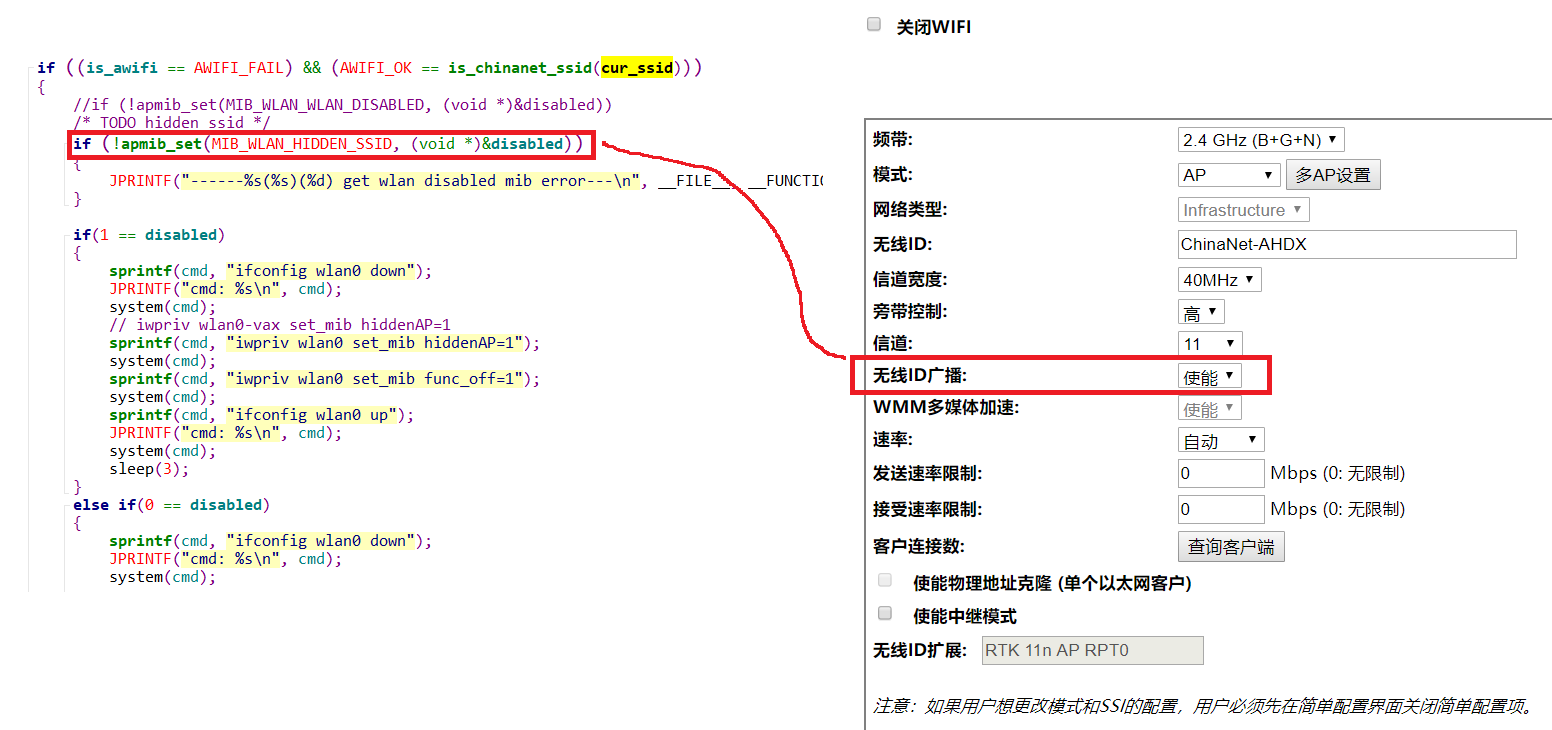 if ((is_awifi == AWIFI_FAIL) && (AWIFI_OK == is_chinanet_ssid(cur_ssid)))
{
//if (!apmib_set(MIB_WLAN_WLAN_DISABLED, (void *)&disabled))
/* TODO hidden ssid */
if (!apmib_set(MIB_WLAN_HIDDEN_SSID, (void *)&disabled))
{
JPRINTF("------%s(%s)(%d) get wlan disabled mib error---\n", __FILE__, __FUNCTIO
}
if(1 == disabled)
{
sprintf(cmd, "ifconfig wlan0 down");
JPRINTF("cmd: %s\n", cmd);
system(cmd);
// iwpriv wlan0-vax set_mib hiddenAP=1
sprintf(cmd, "iwpriv wlan0 set_mib hiddenAP=1");
system(cmd);
sprintf(cmd, "iwpriv wlan0 set_mib func_off=1");
system(cmd);
sprintf(cmd, "ifconfig wlan0 up");
JPRINTF("cmd: %s\n", cmd);
system(cmd);
sleep(3);
}
else if(0 == disabled)
{
sprintf(cmd, "ifconfig wlan0 down");
JPRINTF("cmd: %s\n", cmd);
system(cmd);
关闭WIFI
频带: 2.4 GHz (B+G+N)
模式: AP 多AP设置
网络类型: Infrastructure
无线ID: ChinaNet-AHDX
信道宽度: 40MHz
旁带控制: 高
信道: 11
无线ID广播: 使能
WMM多媒体加速: 使能
速率: 自动
发送速率限制: 0 Mbps (0: 无限制)
接受速率限制: 0 Mbps (0: 无限制)
客户连接数: 查询客户端
使能物理地址克隆 (单个以太网客户)
使能中继模式
无线ID扩展: RTK 11n AP RPT0
注意：如果用户想更改模式和SSI的配置，用户必须先在简单配置界面关闭简单配置项。